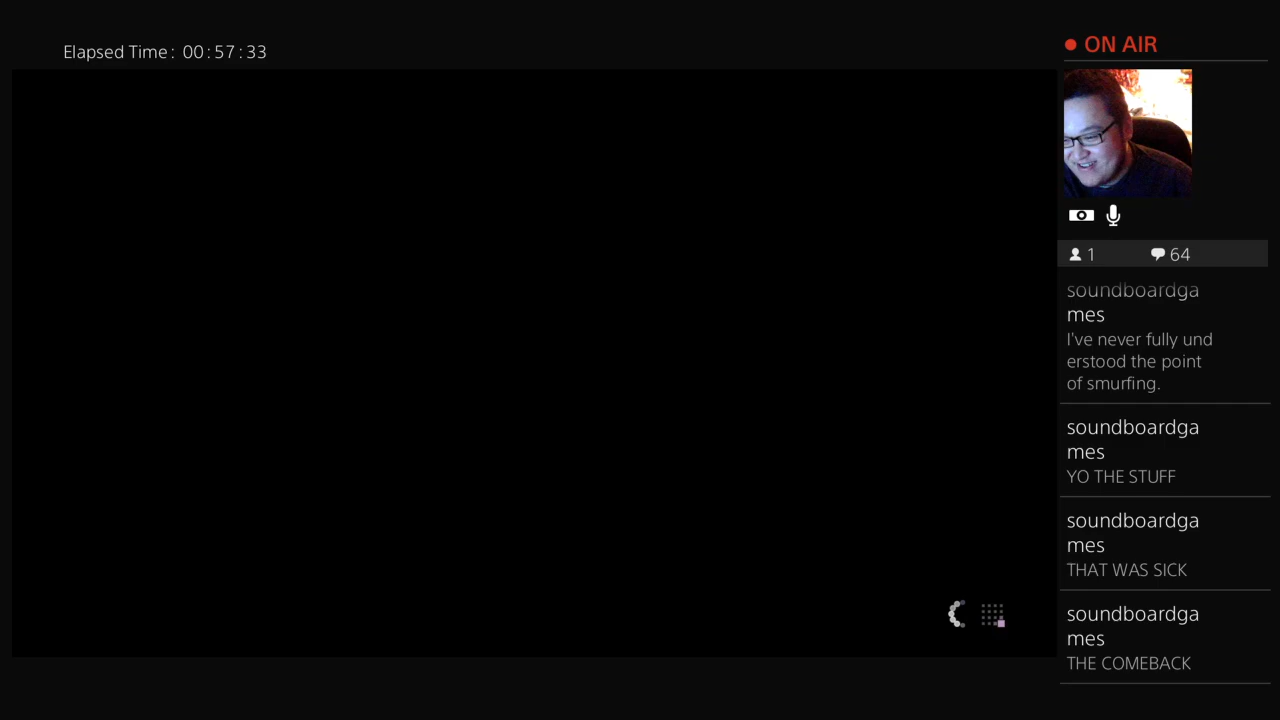 Elapsed Time: 00:57:33
ON AIR
1 64
soundboardga
mes
I've never fully und
erstood the point
of smurfing.
soundboardga
mes
YO THE STUFF
soundboardga
mes
THAT WAS SICK
soundboardga
mes
THE COMEBACK